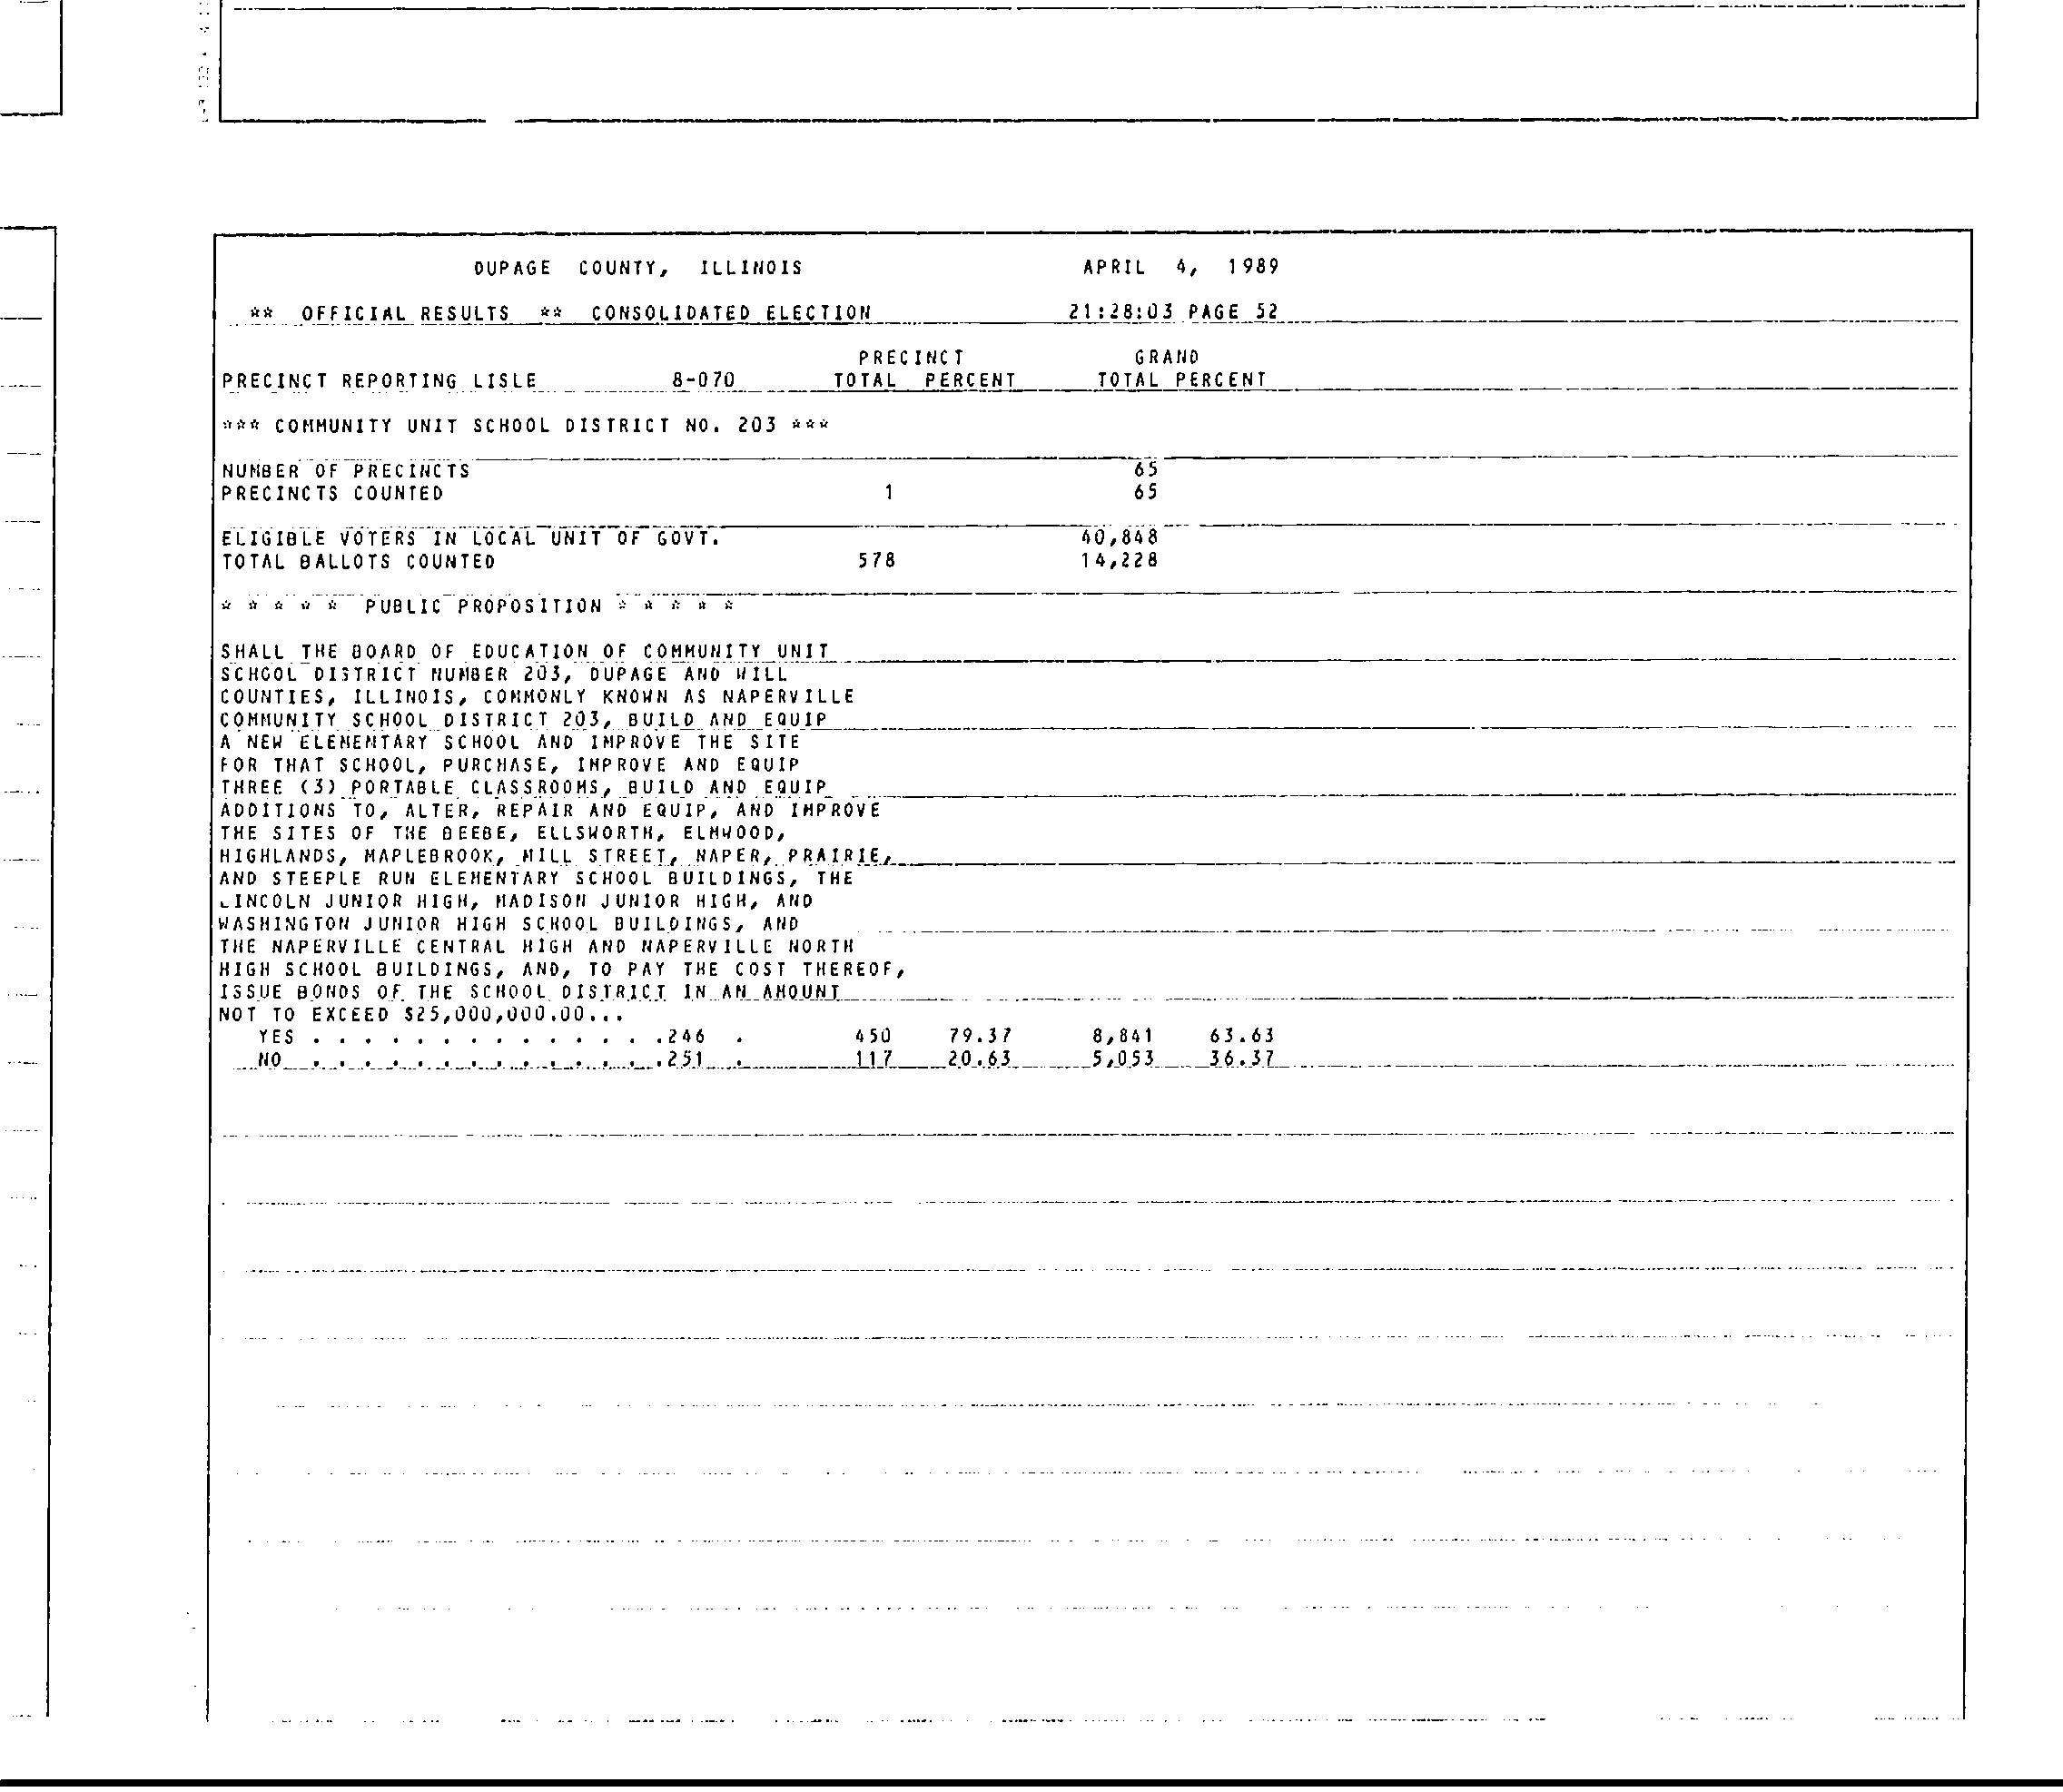 DUPAGE COUNTY, ILLINOIS APRIL 4, 1989
** OFFICIAL RESULTS ** CONSOLIDATED ELECTION 21:28:03 PAGE 52
PRECINCT GRAND
PRECINCT REPORTING LISLE 8-070 TOTAL PERCENT TOTAL PERCENT
*** COMMUNITY UNIT SCHOOL DISTRICT NO. 203 ***
NUMBER OF PRECINCTS 65
PRECINCTS COUNTED 1 65
ELIGIBLE VOTERS IN LOCAL UNIT OF GOVT. 40,848
TOTAL BALLOTS COUNTED 578 14,228
* * * * * PUBLIC PROPOSITION * * * * *
SHALL THE BOARD OF EDUCATION OF COMMUNITY UNIT
SCHOOL DISTRICT NUMBER 203, DUPAGE AND WILL
COUNTIES, ILLINOIS, COMMONLY KNOWN AS NAPERVILLE
COMMUNITY SCHOOL DISTRICT 203, BUILD AND EQUIP
A NEW ELEMENTARY SCHOOL AND IMPROVE THE SITE
FOR THAT SCHOOL, PURCHASE, IMPROVE AND EQUIP
THREE (3) PORTABLE CLASSROOMS, BUILD AND EQUIP
ADDITIONS TO, ALTER, REPAIR AND EQUIP, AND IMPROVE
THE SITES OF THE BEEBE, ELLSWORTH, ELMWOOD,
HIGHLANDS, MAPLEBROOK, MILL STREET, NAPER, PRAIRIE,
AND STEEPLE RUN ELEMENTARY SCHOOL BUILDINGS, THE
LINCOLN JUNIOR HIGH, MADISON JUNIOR HIGH, AND
WASHINGTON JUNIOR HIGH SCHOOL BUILDINGS, AND
THE NAPERVILLE CENTRAL HIGH AND NAPERVILLE NORTH
HIGH SCHOOL BUILDINGS, AND, TO PAY THE COST THEREOF,
ISSUE BONDS OF THE SCHOOL DISTRICT IN AN AMOUNT
NOT TO EXCEED $25,000,000.00...
YES . . . . . . . . . . . . . .246 . 450 79.37 8,841 63.63
NO . . . . . . . . . . . . . .251 . 117 20.63 5,053 36.37